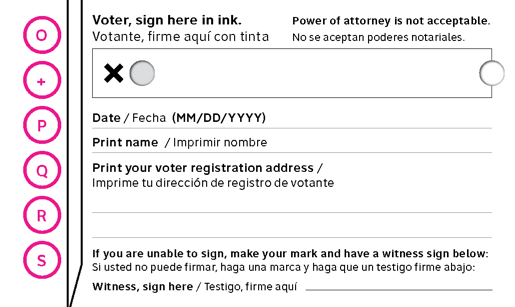 O
+
P
Q
R
S
Voter, sign here in ink.
Votante, firme aquí con tinta
Power of attorney is not acceptable.
No se aceptan poderes notariales.
Date / Fecha (MM/DD/YYYY)
Print name / Imprimir nombre
Print your voter registration address /
Imprime tu dirección de registro de votante
If you are unable to sign, make your mark and have a witness sign below:
Si usted no puede firmar, haga una marca y haga que un testigo firme abajo:
Witness, sign here / Testigo, firme aquí